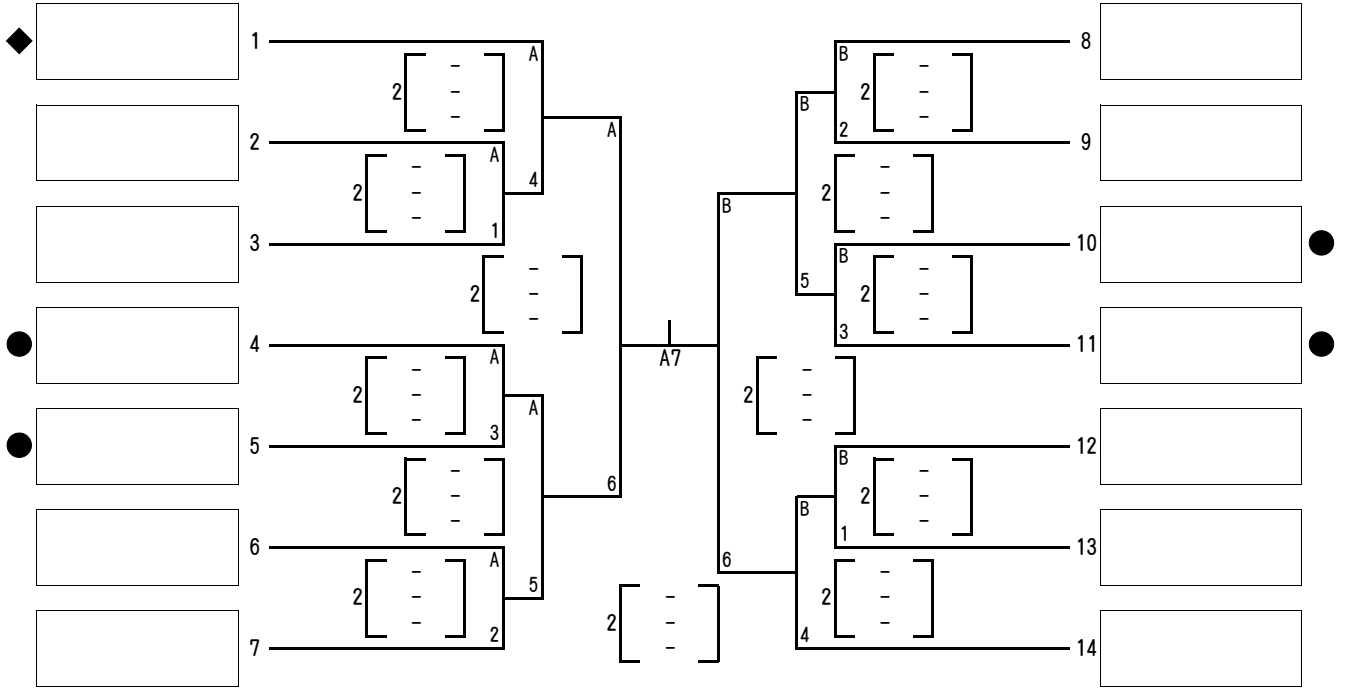 1 A B 8
2 - 2 -
- B -
- A - 2
2 A 4 9
2 - 2 -
- B -
- 1 -
3 B 10
2 - 5 2 -
- -
- 3 -
4 A A7 11
2 - A 2 -
- -
- 3 -
5 B 12
2 - 6 B 2 -
- -
- 1 -
6 A 6 13
2 - 5 2 - 2 -
- - -
- 2 - 4 -
7 14